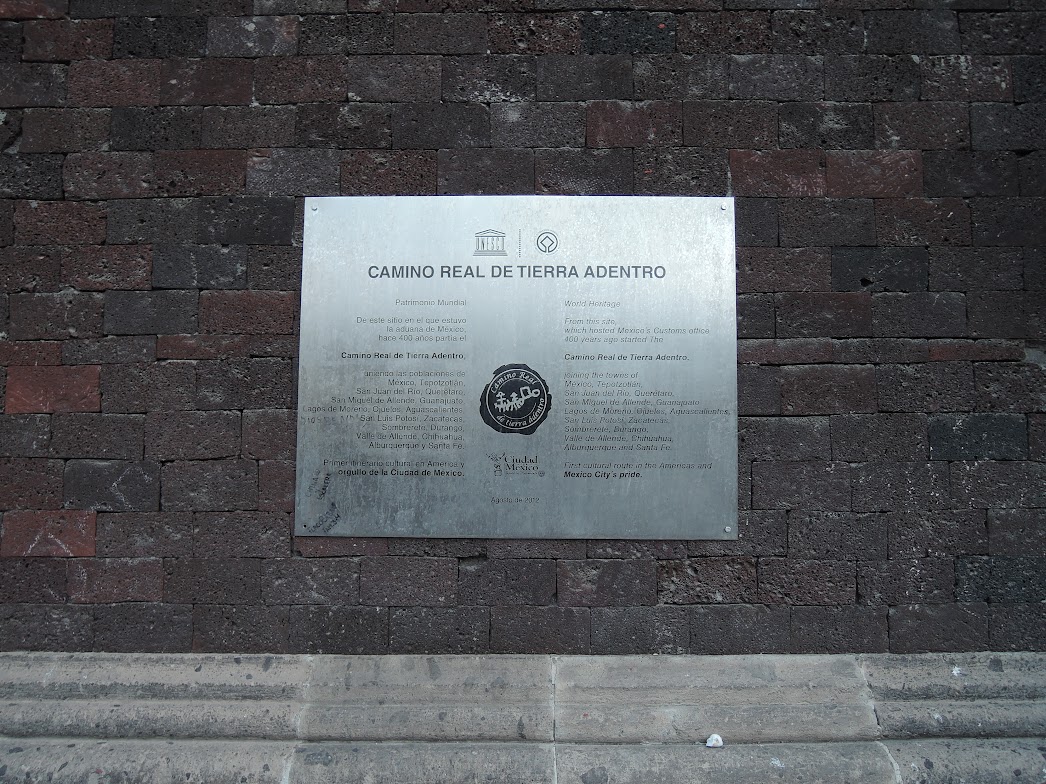 UNESCO
CAMINO REAL DE TIERRA ADENTRO
Patrimonio Mundial
De este sitio en el que estuvo
la aduana de México,
hace 400 años partía el
Camino Real de Tierra Adentro,
uniendo las poblaciones de
México, Tepotzotlán,
San Juan del Río, Querétaro,
San Miguel de Allende, Guanajuato,
Lagos de Moreno, Ojuelos, Aguascalientes,
San Luis Potosí, Zacatecas,
Sombrerete, Durango,
Valle de Allende, Chihuahua,
Alburquerque y Santa Fe.
Primer itinerario cultural en América y
orgullo de la Ciudad de México.
World Heritage
From this site,
which hosted Mexico's Customs office
400 years ago started The
Camino Real de Tierra Adentro,
joining the towns of
México, Tepotzotlán,
San Juan del Río, Querétaro,
San Miguel de Allende, Guanajuato
Lagos de Moreno, Ojuelos, Aguascalientes,
San Luis Potosí, Zacatecas,
Sombrerete, Durango,
Valle de Allende, Chihuahua,
Alburquerque and Santa Fe.
First cultural route in the Americas and
Mexico City's pride.
Camino Real
de tierra adentro
Ciudad
México
Agosto de 2012